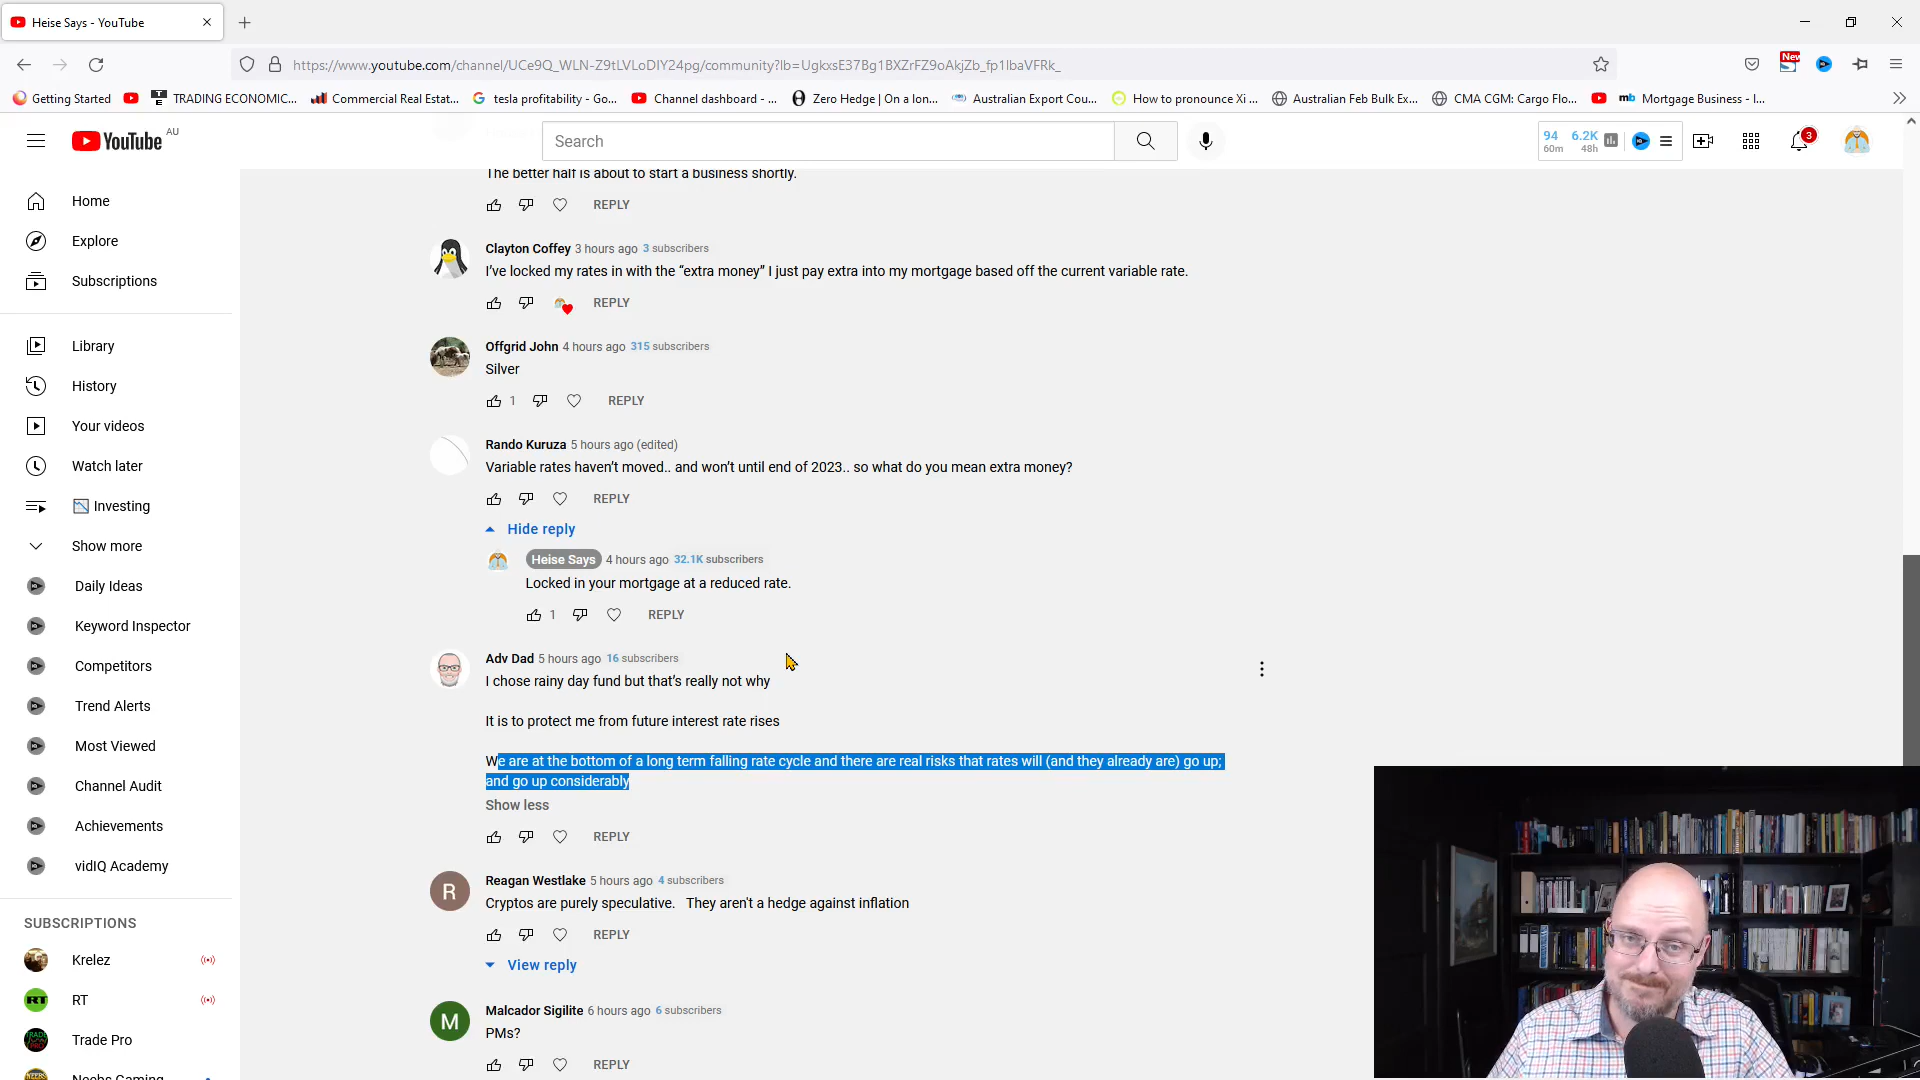 Heise Says - YouTube
https://www.youtube.com/channel/UCe9Q_WLN-Z9tLVLoDIY24pg/community?lb=UgkxsE37Bg1BXZrFZ9oAkjZb_fp1lbaVFRk_
New
Getting Started
TRADING ECONOMIC...
Commercial Real Estat...
tesla profitability - Go...
Channel dashboard - ...
Zero Hedge | On a lon...
Australian Export Cou...
How to pronounce Xi ...
Australian Feb Bulk Ex...
CMA CGM: Cargo Flo...
Mortgage Business - I...
YouTube AU
Search
94 60m
6.2K 48h
3
Home
Explore
Subscriptions
Library
History
Your videos
Watch later
Investing
Show more
Daily Ideas
Keyword Inspector
Competitors
Trend Alerts
Most Viewed
Channel Audit
Achievements
vidIQ Academy
SUBSCRIPTIONS
Krelez
RT
Trade Pro
The better half is about to start a business shortly.
REPLY
Clayton Coffey 3 hours ago 3 subscribers
I've locked my rates in with the “extra money” I just pay extra into my mortgage based off the current variable rate.
REPLY
Offgrid John 4 hours ago 315 subscribers
Silver
1 REPLY
Rando Kuruza 5 hours ago (edited)
Variable rates haven't moved.. and won't until end of 2023.. so what do you mean extra money?
REPLY
Hide reply
Heise Says 4 hours ago 32.1K subscribers
Locked in your mortgage at a reduced rate.
1 REPLY
Adv Dad 5 hours ago 16 subscribers
I chose rainy day fund but that's really not why
It is to protect me from future interest rate rises
We are at the bottom of a long term falling rate cycle and there are real risks that rates will (and they already are) go up;
and go up considerably
Show less
REPLY
R
Reagan Westlake 5 hours ago 4 subscribers
Cryptos are purely speculative. They aren't a hedge against inflation
REPLY
View reply
M
Malcador Sigilite 6 hours ago 6 subscribers
PMs?
REPLY